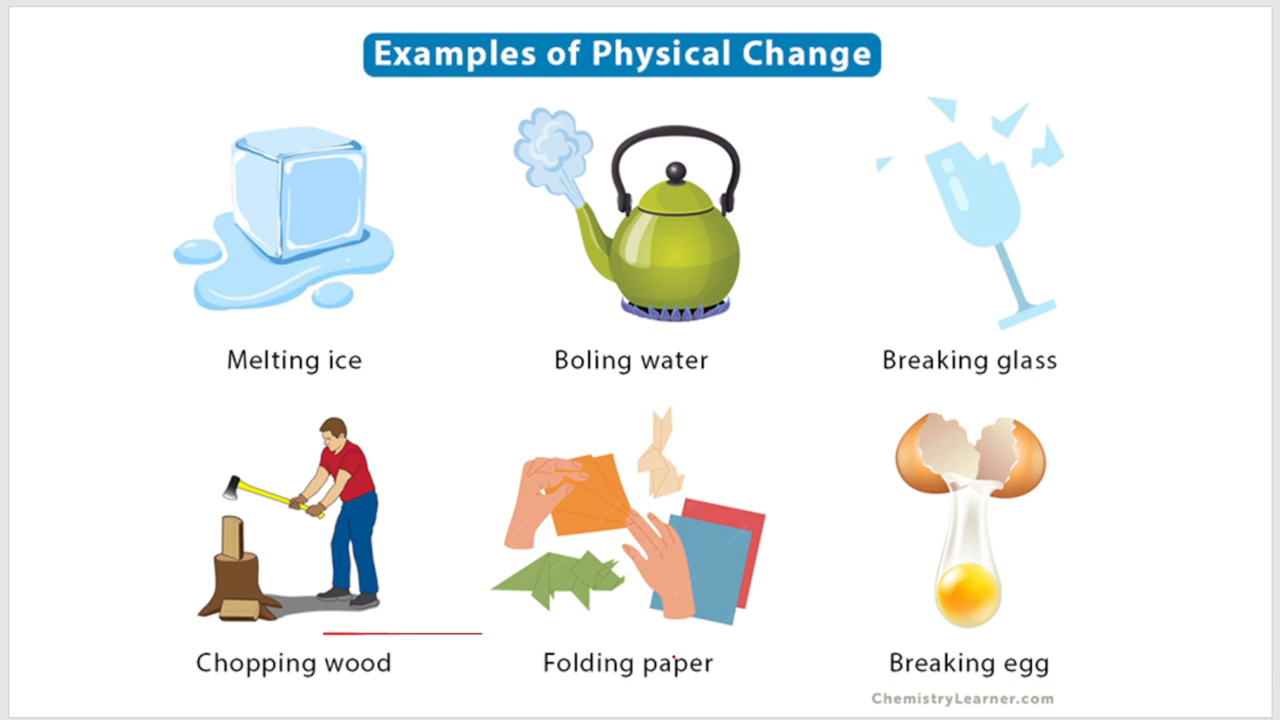 Examples of Physical Change
Melting ice
Boling water
Breaking glass
Chopping wood
Folding paper
Breaking egg
ChemistryLearner.com